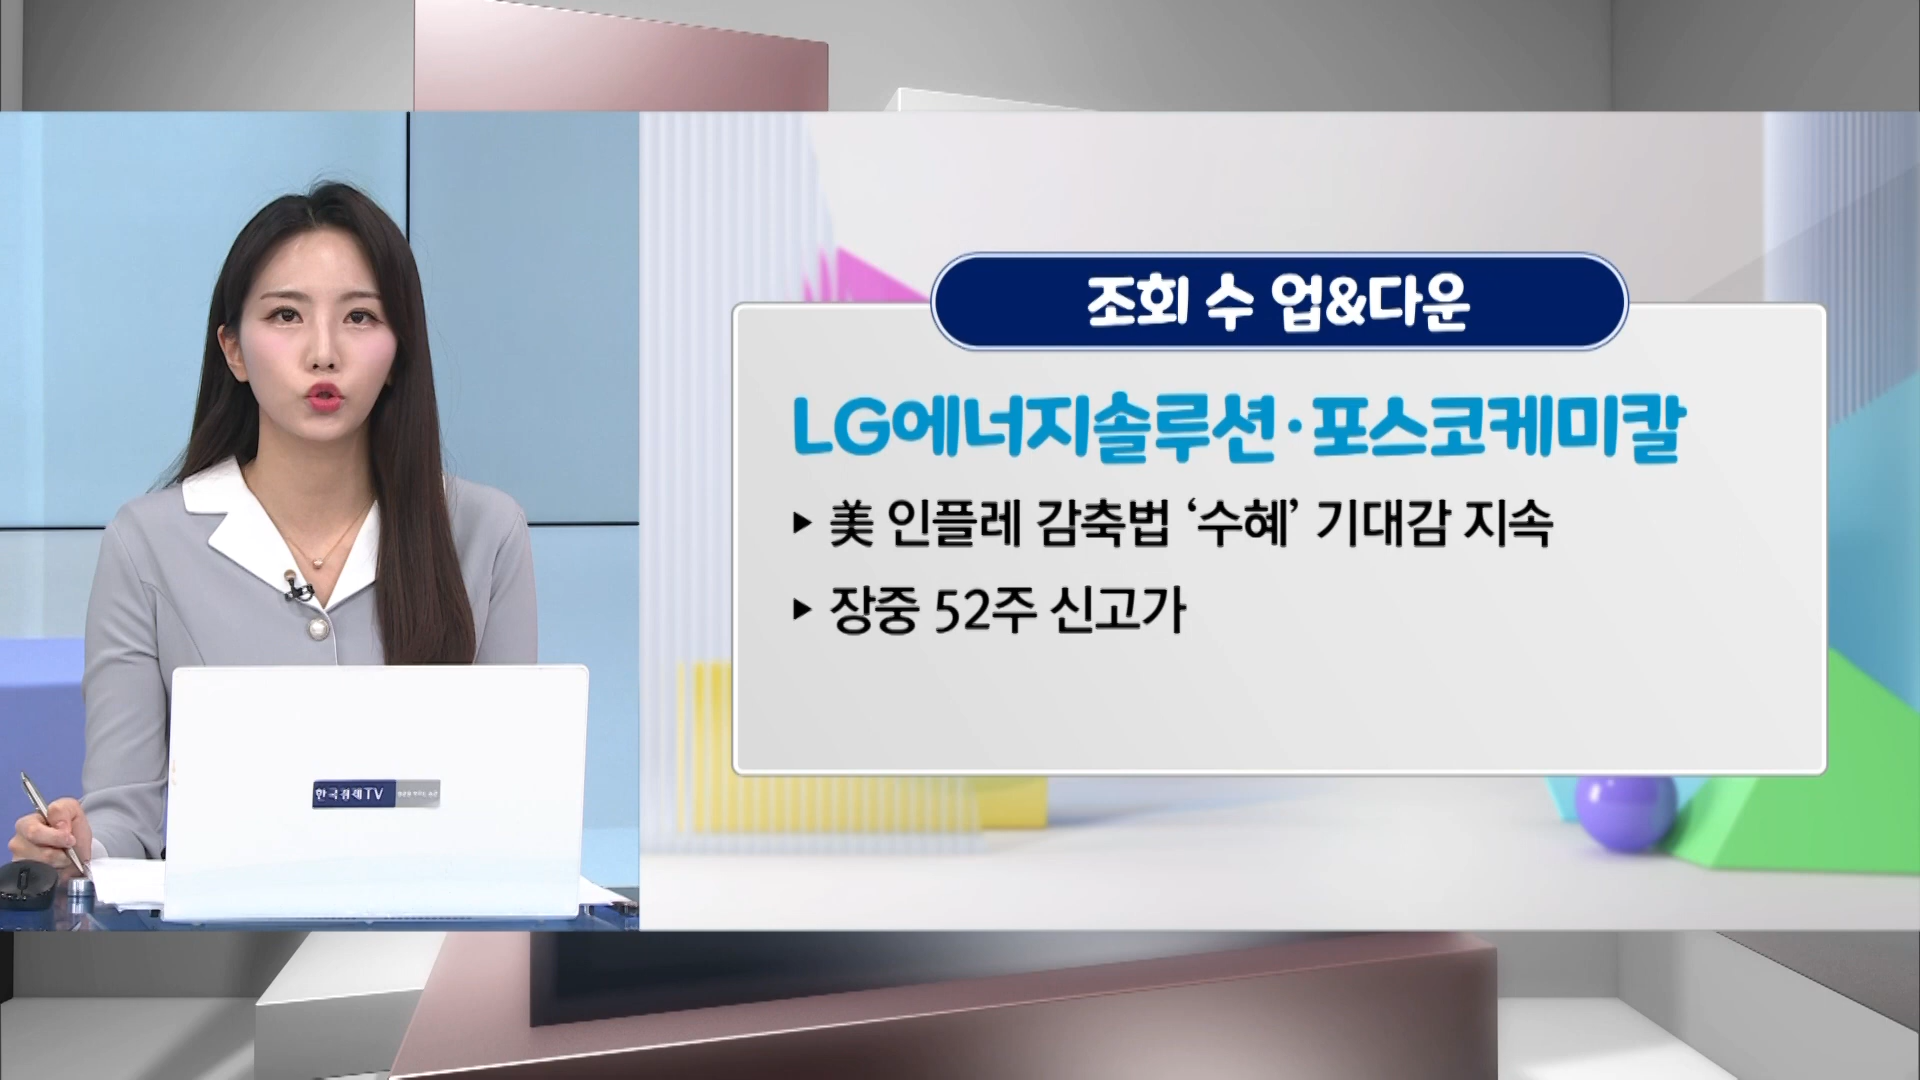 조회 수 업&다운
LG에너지솔루션·포스코케미칼
▸ 美 인플레 감축법 ‘수혜’ 기대감 지속
▸ 장중 52주 신고가
한국경제TV